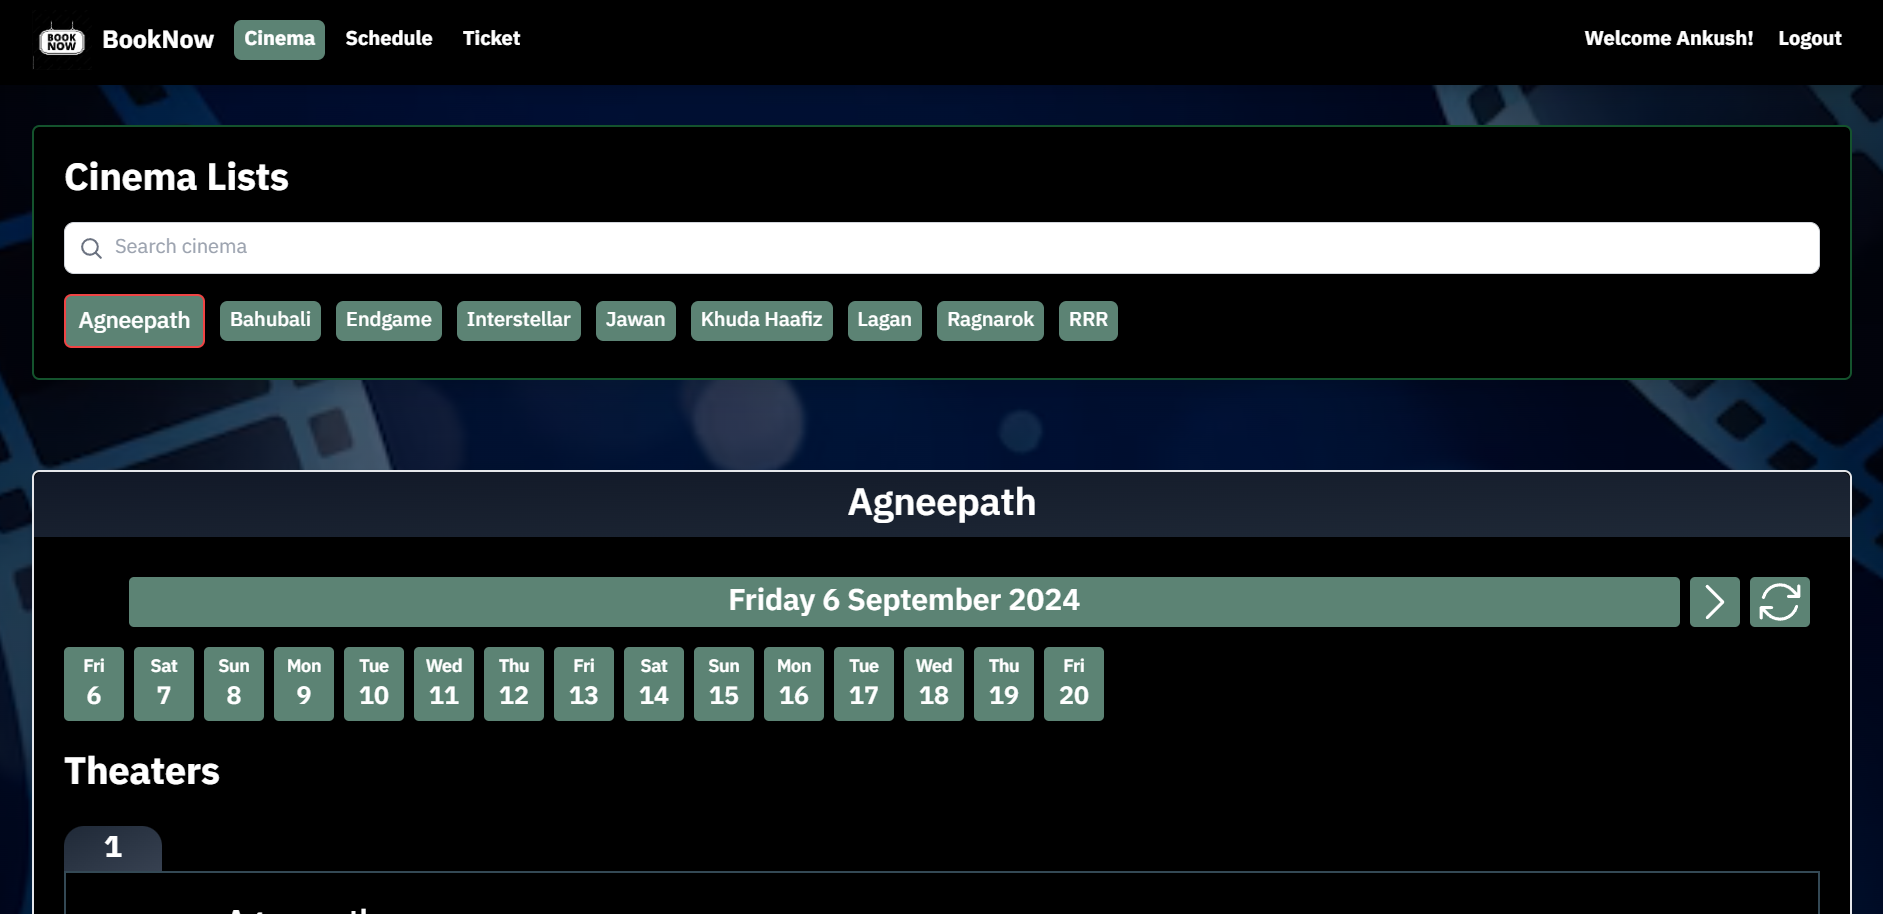 BOOK NOW
BookNow Cinema Schedule Ticket Welcome Ankush! Logout
Cinema Lists
Search cinema
Agneepath Bahubali Endgame Interstellar Jawan Khuda Haafiz Lagan Ragnarok RRR
Agneepath
Friday 6 September 2024
Fri Sat Sun Mon Tue Wed Thu Fri Sat Sun Mon Tue Wed Thu Fri
6 7 8 9 10 11 12 13 14 15 16 17 18 19 20
Theaters
1